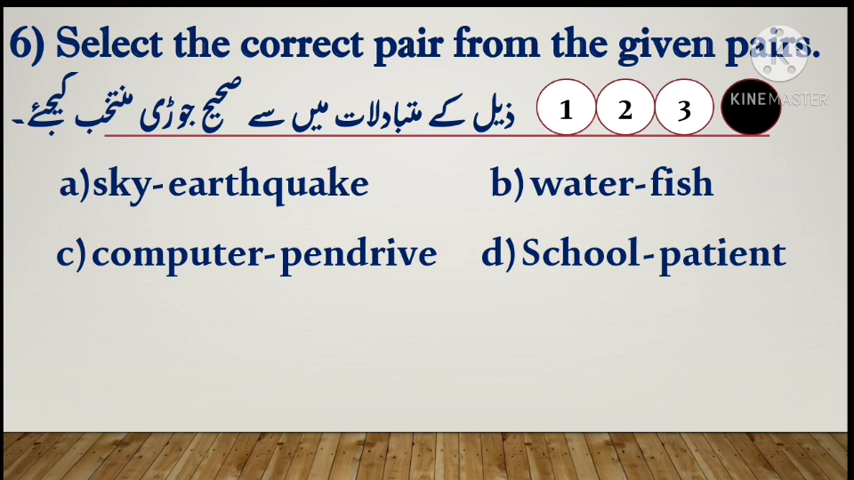 6) Select the correct pair from the given pairs.
ذیل کے متبادلات میں سے صحیح جوڑی منتخب کیجئے۔ 1 2 3
KINEMASTER
a)sky-earthquake b)water-fish
c)computer-pendrive d)School-patient